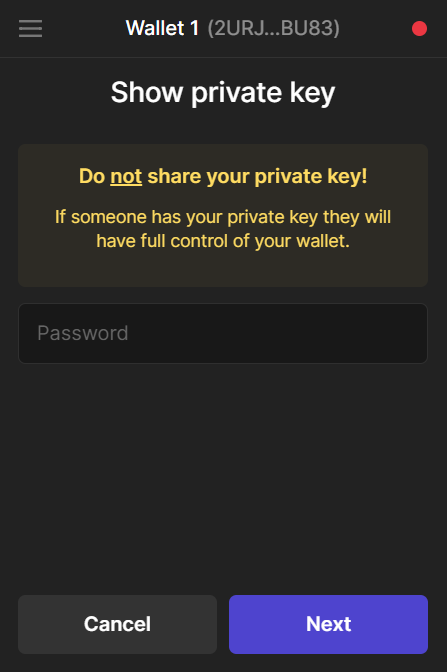 Wallet 1 (2URJ...BU83)
Show private key
Do not share your private key!
If someone has your private key they will
have full control of your wallet.
Password
Cancel
Next